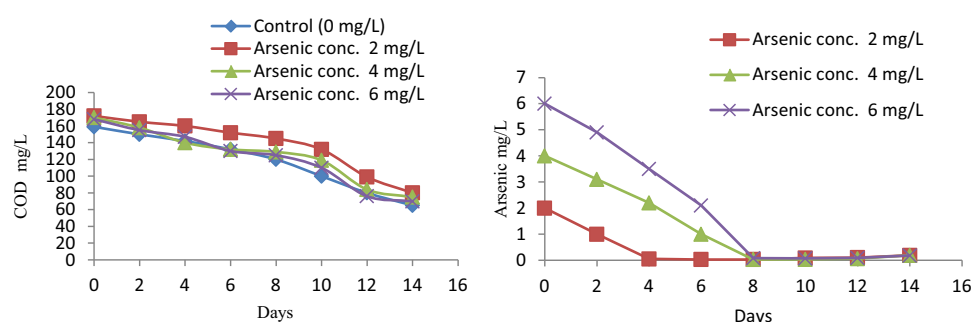 Control (0 mg/L)
Arsenic conc. 2 mg/L
Arsenic conc. 4 mg/L
Arsenic conc. 6 mg/L
COD mg/L
200
180
160
140
120
100
80
60
40
20
0
0 2 4 6 8 10 12 14 16
Days
Arsenic conc. 2 mg/L
Arsenic conc. 4 mg/L
Arsenic conc. 6 mg/L
Arsenic mg/L
7
6
5
4
3
2
1
0
0 2 4 6 8 10 12 14 16
Days